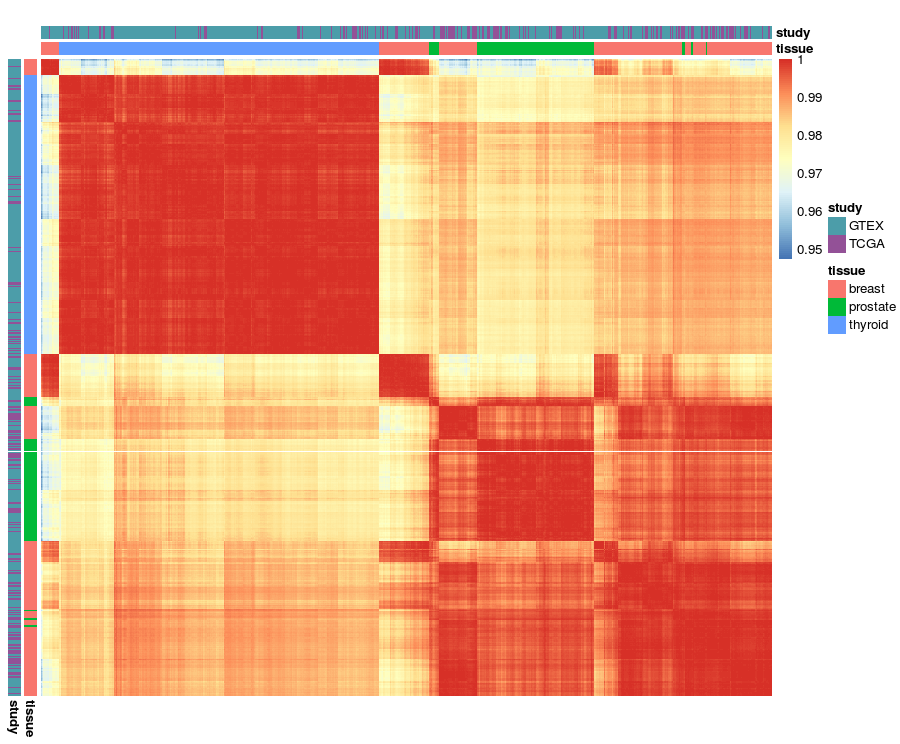 study
tissue
1
0.99
0.98
0.97
0.96
0.95
study
GTEX
TCGA
tissue
breast
prostate
thyroid
study
tissue